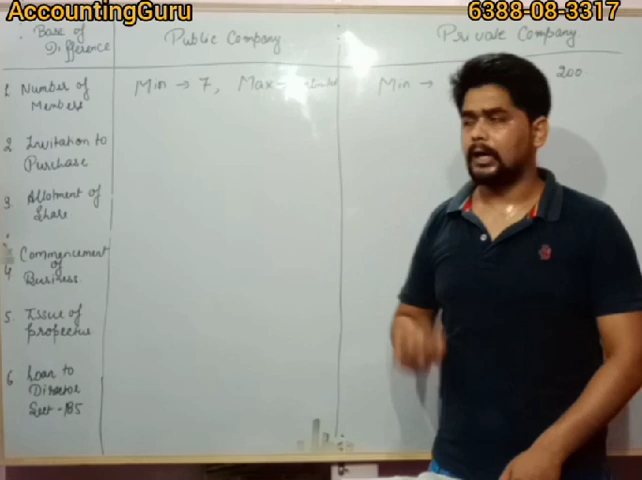 AccountingGuru
6388-08-3317
Base of
Difference
Public Company
Private Company
1 Number of
Members
Min → 7, Max -
Min →
200
2 Invitation to
Purchase
3. Allotment of
Share
4 Commencement
of
Business
5. Issue of
6 Loan to
Director
Sect - 185